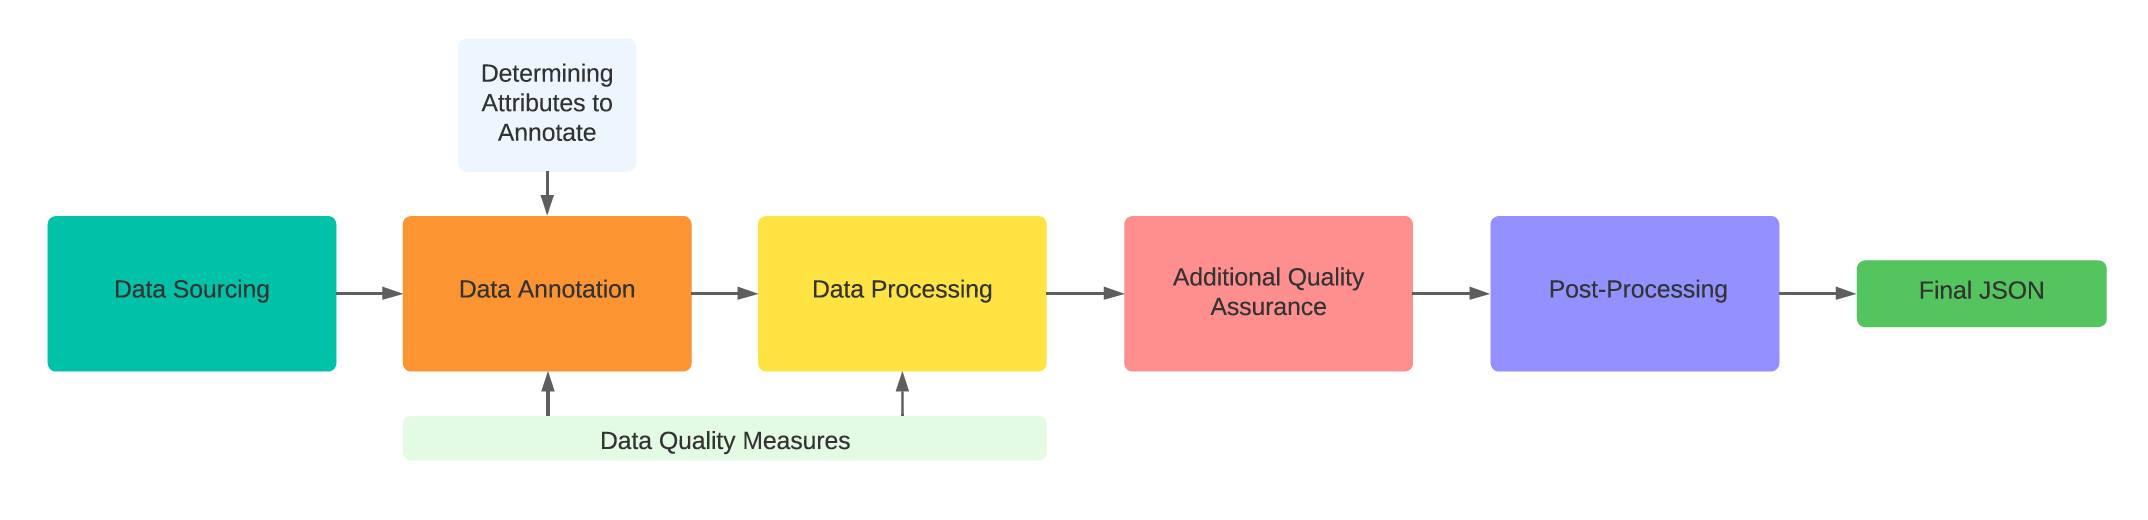 Determining
Attributes to
Annotate
Data Sourcing
Data Annotation
Data Processing
Additional Quality
Assurance
Post-Processing
Final JSON
Data Quality Measures